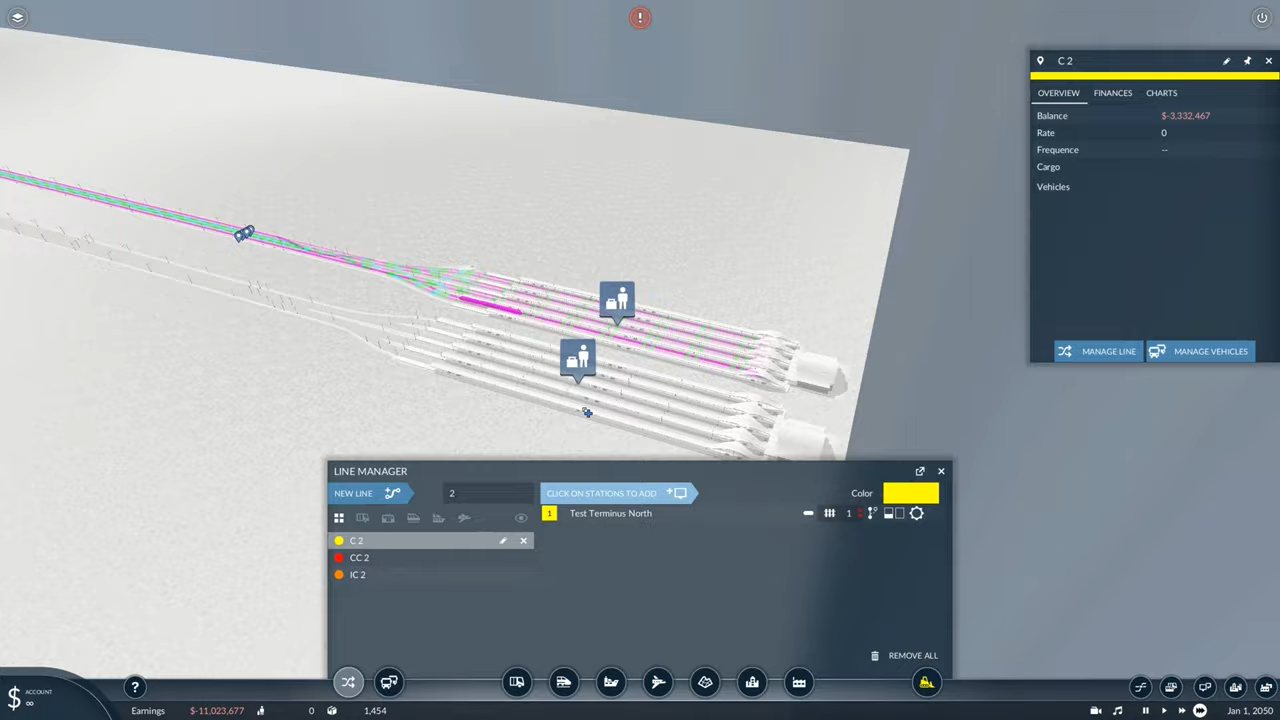 C 2
OVERVIEW FINANCES CHARTS
Balance $-3,332,467
Rate 0
Frequence --
Cargo
Vehicles
MANAGE LINE MANAGE VEHICLES
LINE MANAGER
NEW LINE 2 CLICK ON STATIONS TO ADD Color
1 Test Terminus North 1
C 2
CC 2
IC 2
REMOVE ALL
$ ACCOUNT ∞ ?
Earnings $-11,023,677 0 1,454 Jan 1, 2050